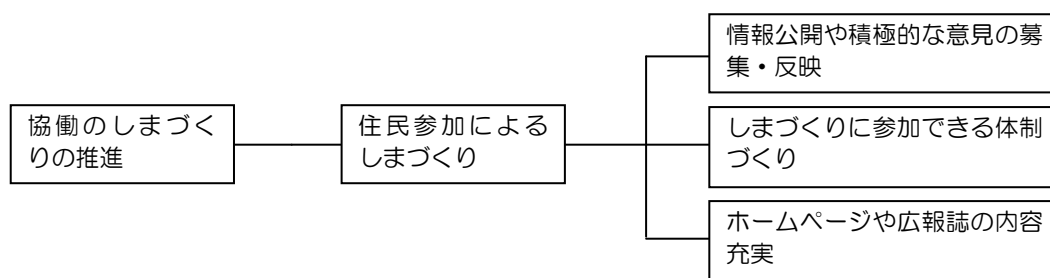 協働のしまづく
りの推進
住民参加による
しまづくり
情報公開や積極的な意見の募
集・反映
しまづくりに参加できる体制
づくり
ホームページや広報誌の内容
充実